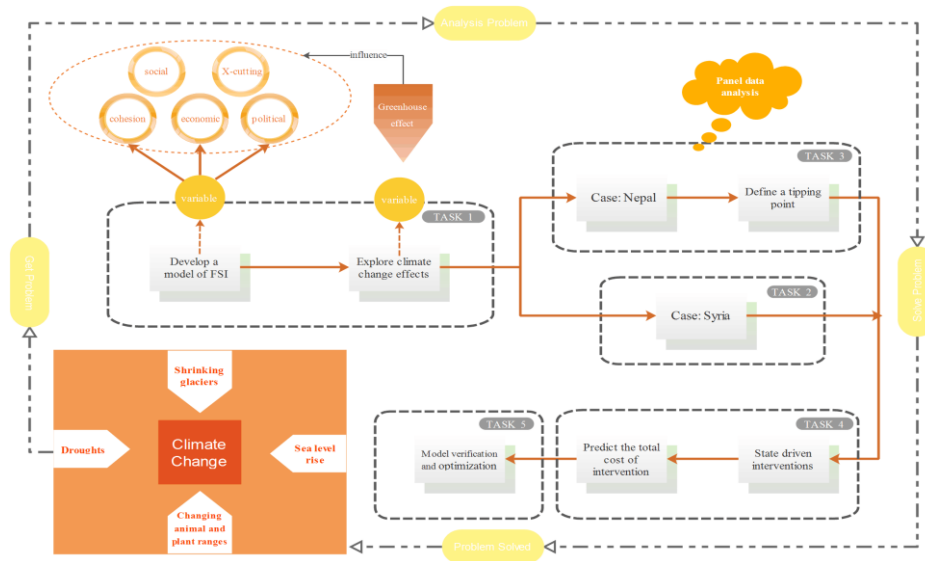 Analysis Problem
influence
social
X-cutting
cohesion
economic
political
Greenhouse
effect
Panel data
analysis
variable
variable
TASK 1
Develop a
model of FSI
Explore climate
change effects
TASK 3
Case: Nepal
Define a tipping
point
TASK 2
Case: Syria
Get Problem
Solve Problem
Shrinking
glaciers
Droughts
Climate
Change
Sea level
rise
Changing
animal and
plant ranges
TASK 5
Model verification
and optimization
TASK 4
Predict the total
cost of
intervention
State driven
interventions
Problem Solved